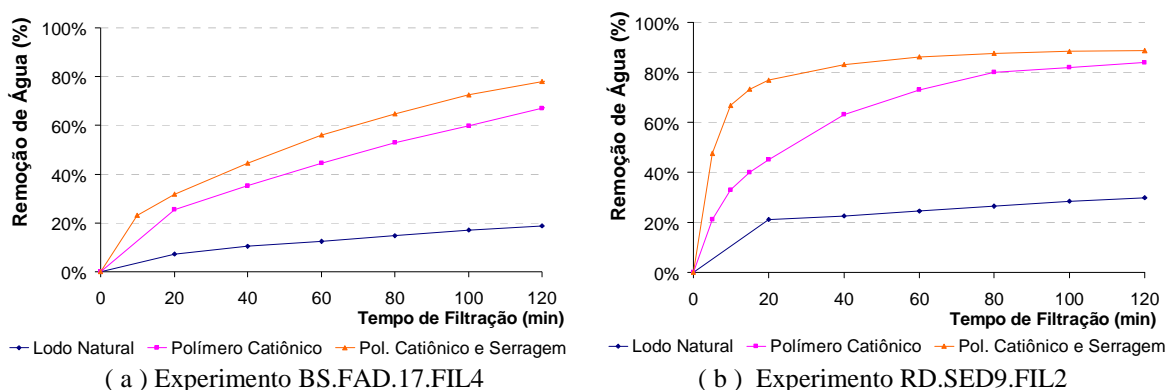 Remoção de Água (%)
100%
80%
60%
40%
20%
0%
0 20 40 60 80 100 120
Tempo de Filtração (min)
Lodo Natural Polímero Catiônico Pol. Catiônico e Serragem
( a ) Experimento BS.FAD.17.FIL4
Remoção de Água (%)
100%
80%
60%
40%
20%
0%
0 20 40 60 80 100 120
Tempo de Filtração (min)
Lodo Natural Polímero Catiônico Pol. Catiônico e Serragem
( b ) Experimento RD.SED9.FIL2